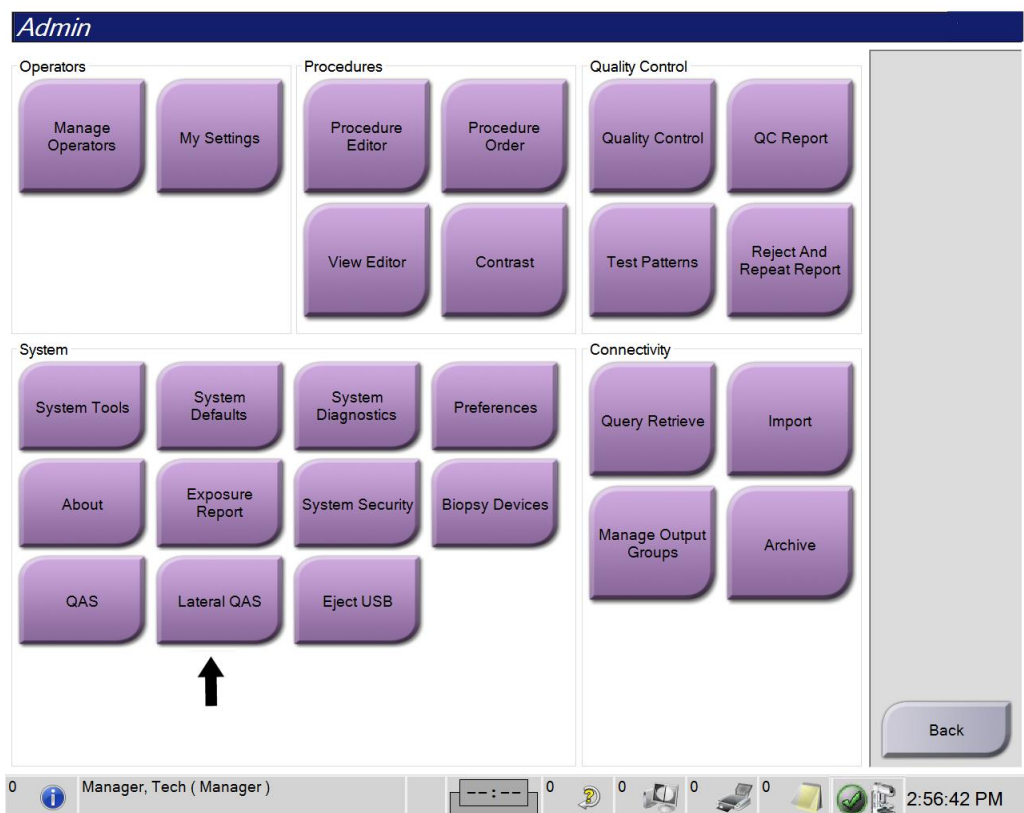 Admin
Operators
Manage
Operators
My Settings
Procedures
Procedure
Editor
Procedure
Order
View Editor
Contrast
Quality Control
Quality Control
QC Report
Test Patterns
Reject And
Repeat Report
System
System Tools
System
Defaults
System
Diagnostics
Preferences
About
Exposure
Report
System Security
Biopsy Devices
QAS
Lateral QAS
Eject USB
Connectivity
Query Retrieve
Import
Manage Output
Groups
Archive
Back
0
Manager, Tech ( Manager )
--:--
0
0
0
0
2:56:42 PM